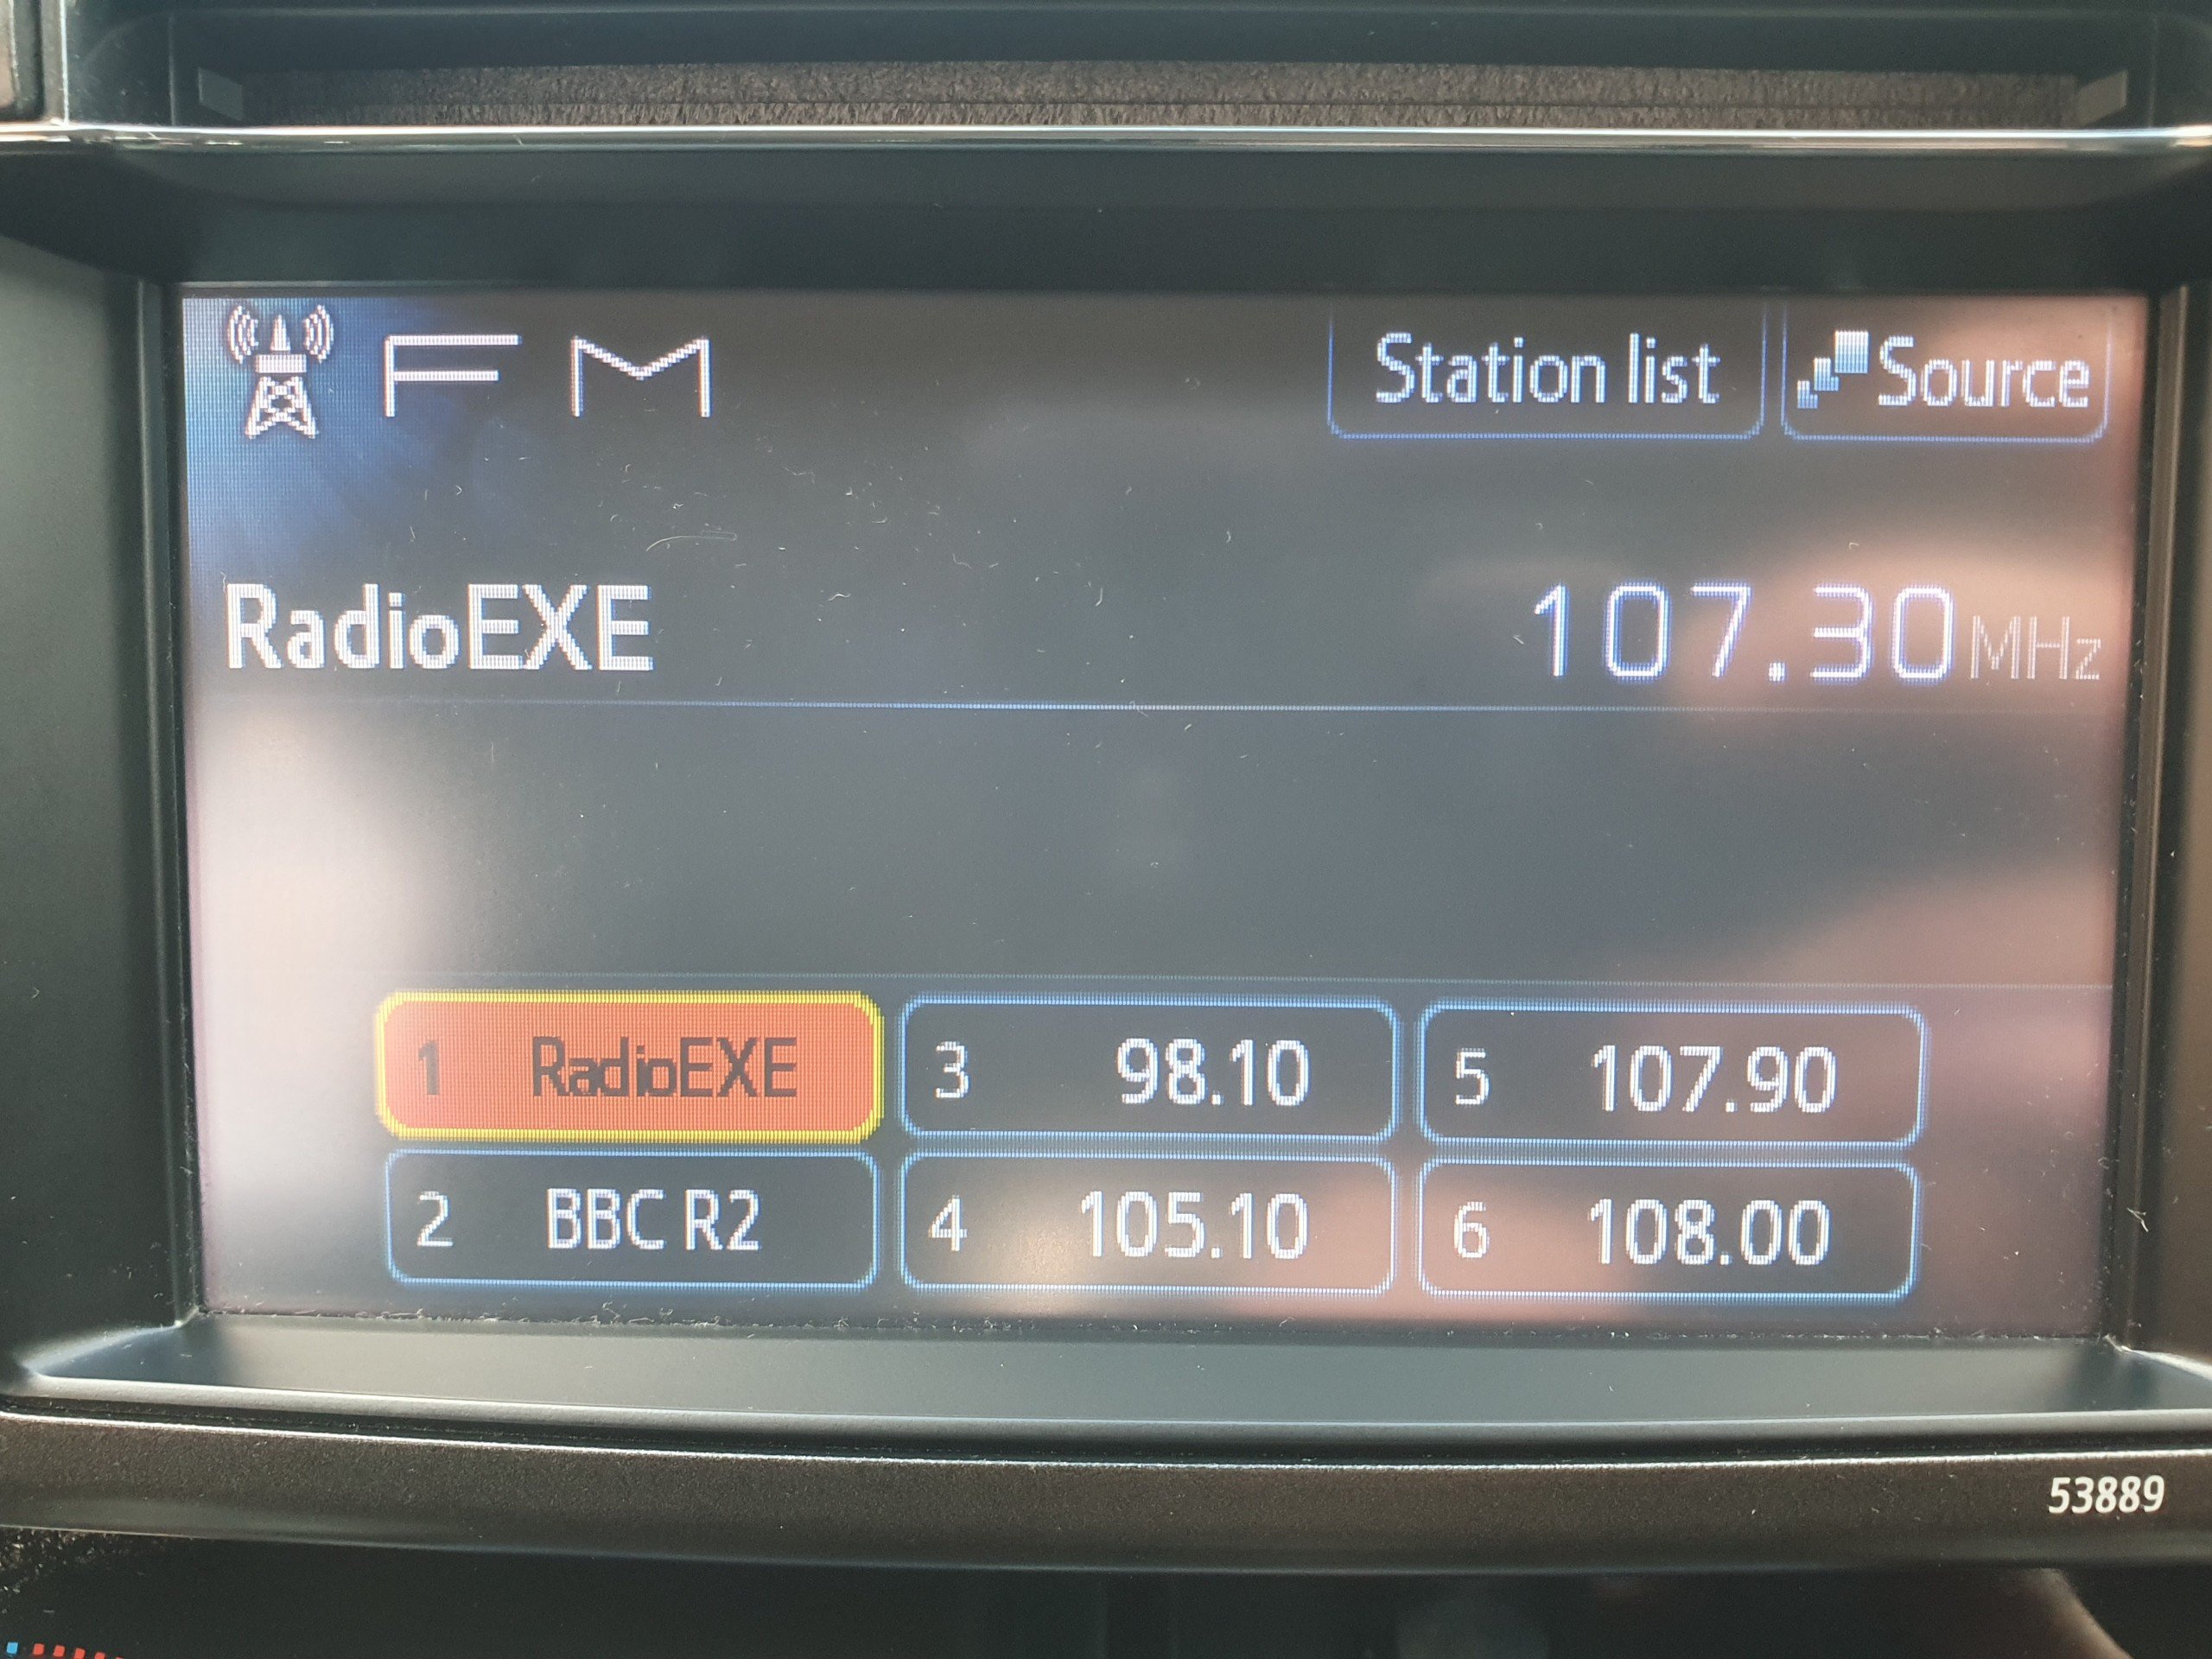 FM
Station list
Source
RadioEXE
107.30 MHz
1 RadioEXE
3 98.10
5 107.90
2 BBC R2
4 105.10
6 108.00
53889